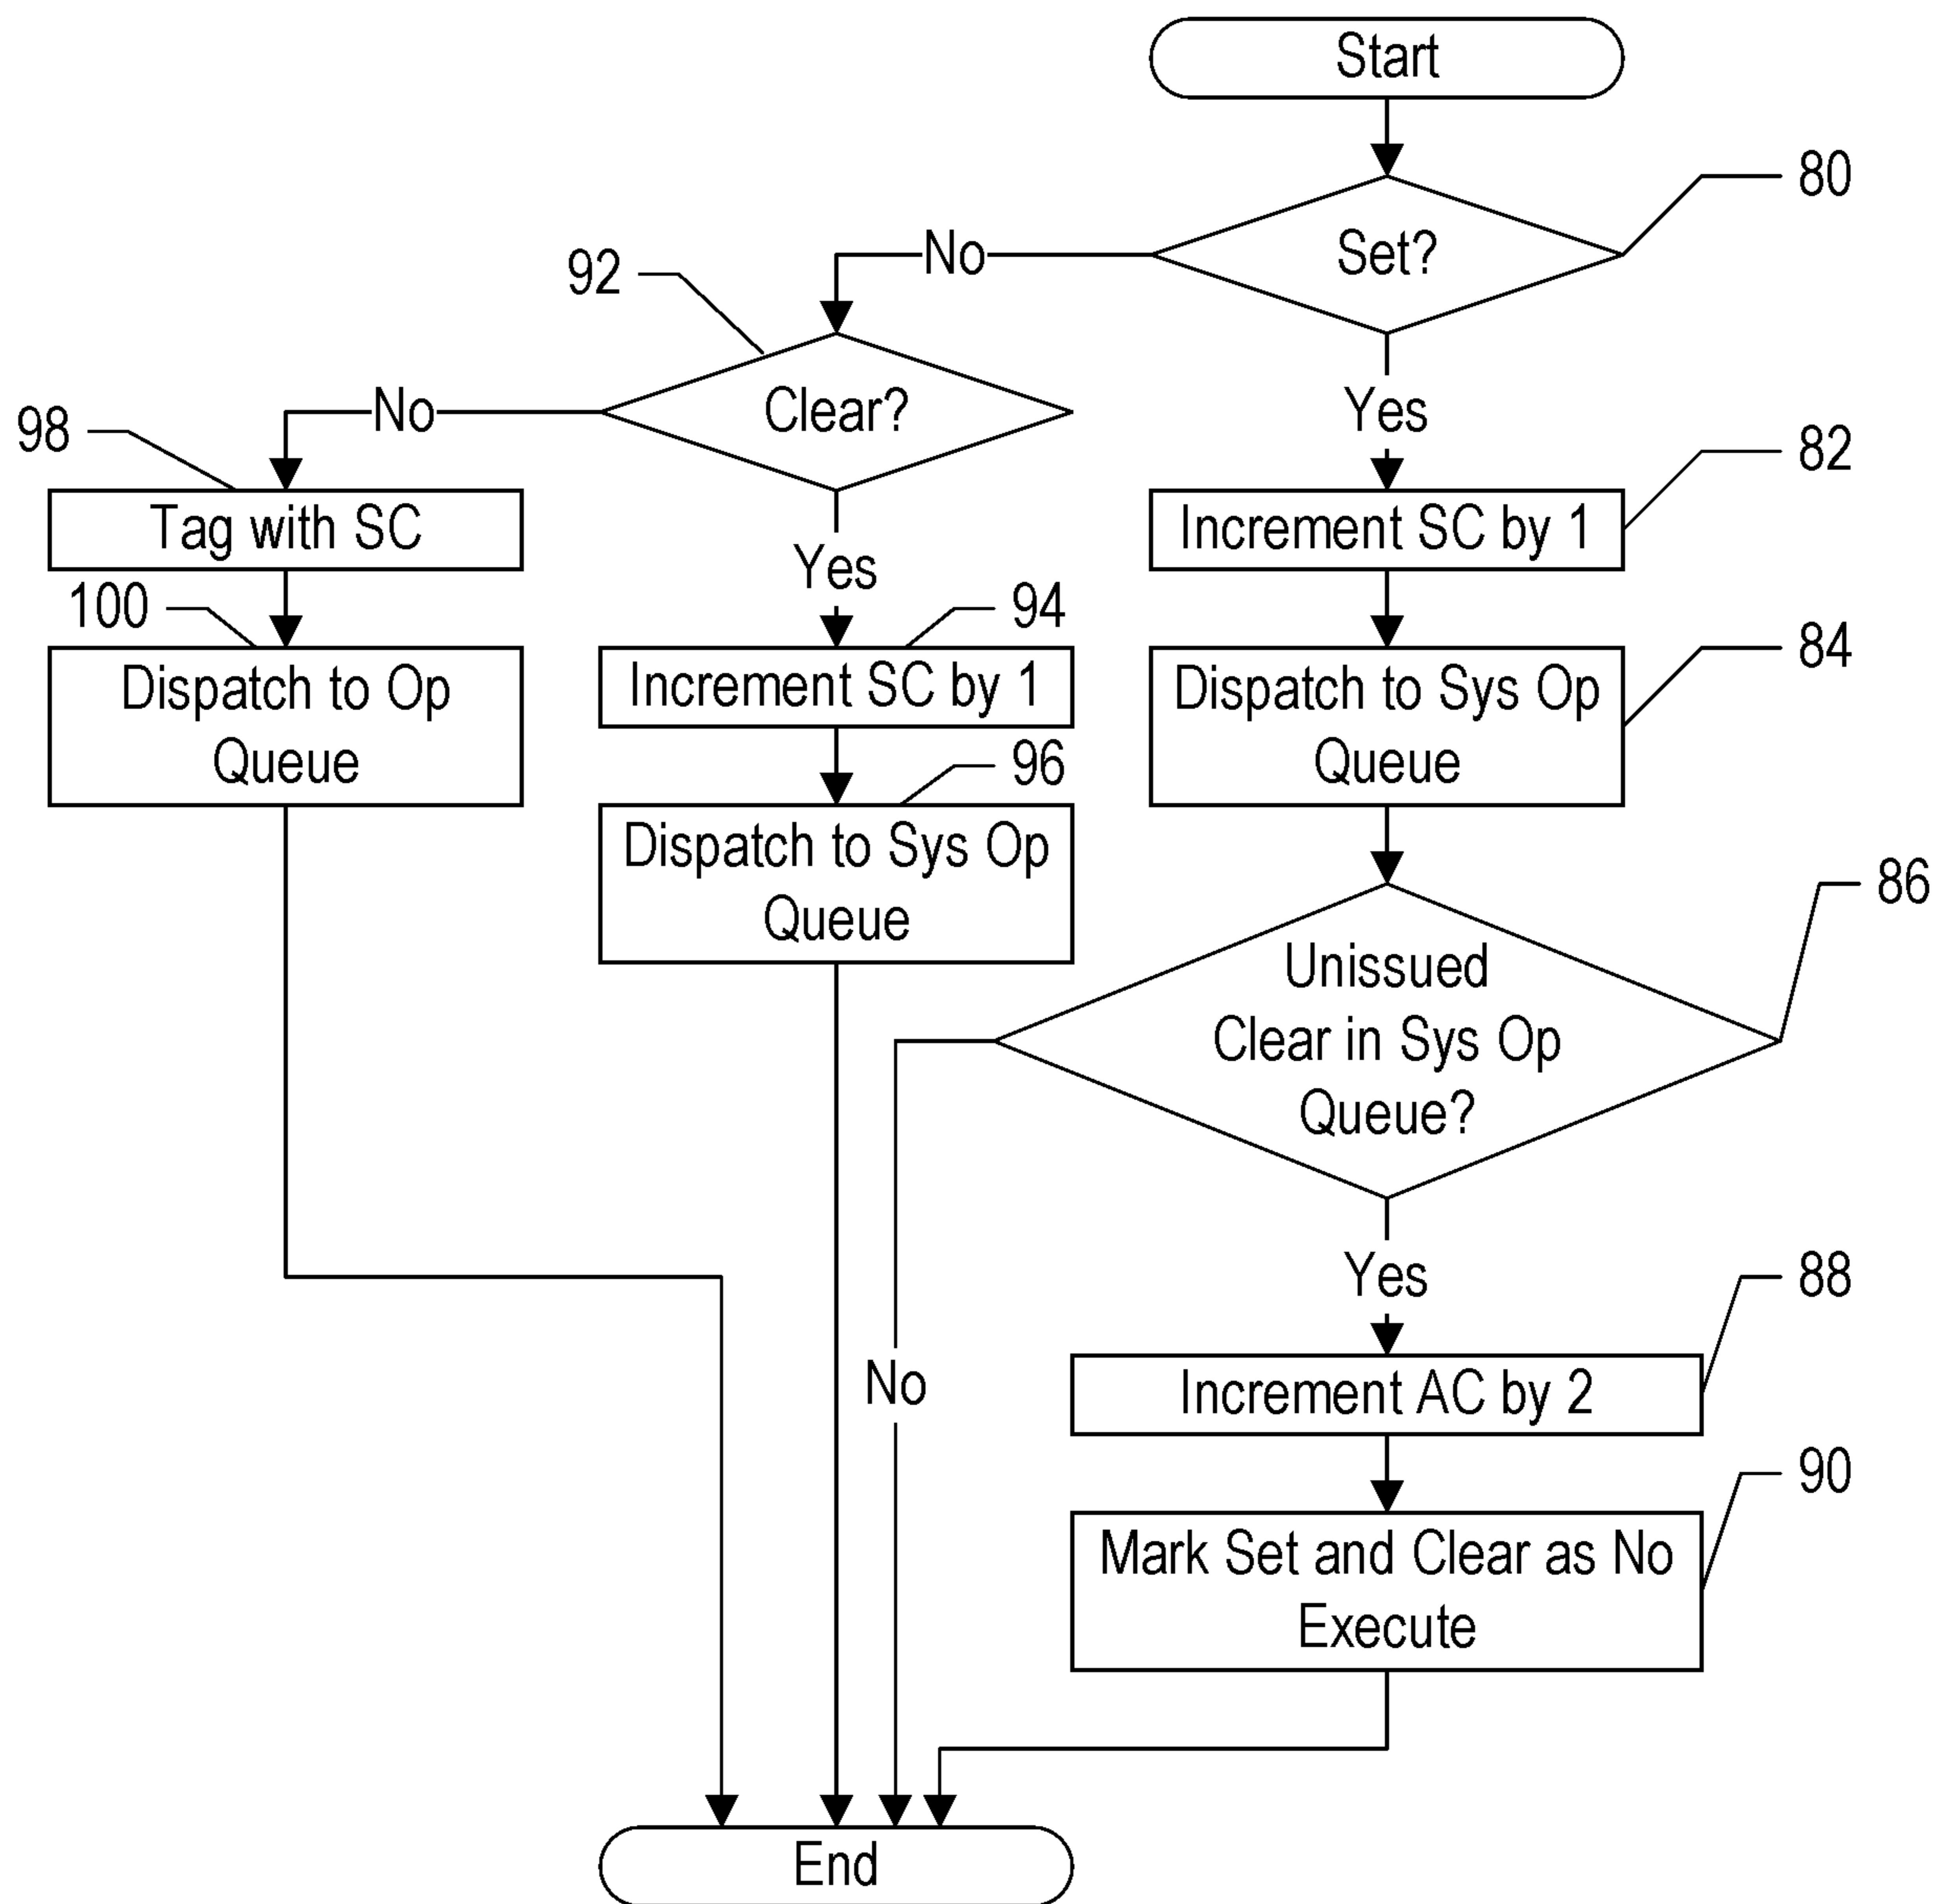 Start
80
Set?
No
92
Clear?
Yes
No
98
82
Tag with SC
Increment SC by 1
Yes
100
94
84
Dispatch to Op
Queue
Increment SC by 1
Dispatch to Sys Op
Queue
96
Dispatch to Sys Op
Queue
86
Unissued
Clear in Sys Op
Queue?
Yes
88
No
Increment AC by 2
90
Mark Set and Clear as No
Execute
End